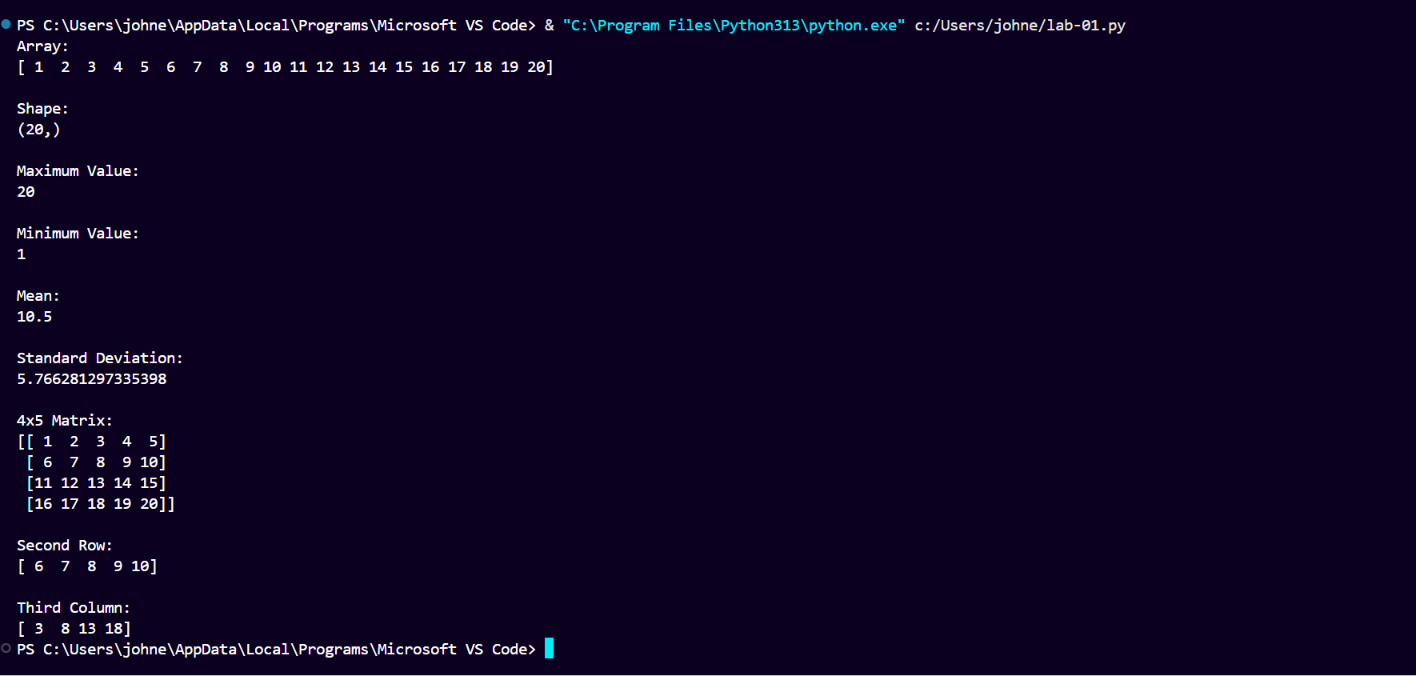 PS C:\Users\johne\AppData\Local\Programs\Microsoft VS Code> & "C:\Program Files\Python313\python.exe" c:/Users/johne/lab-01.py
Array:
[ 1  2  3  4  5  6  7  8  9 10 11 12 13 14 15 16 17 18 19 20]

Shape:
(20,)

Maximum Value:
20

Minimum Value:
1

Mean:
10.5

Standard Deviation:
5.766281297335398

4x5 Matrix:
[[ 1  2  3  4  5]
 [ 6  7  8  9 10]
 [11 12 13 14 15]
 [16 17 18 19 20]]

Second Row:
[ 6  7  8  9 10]

Third Column:
[ 3  8 13 18]
PS C:\Users\johne\AppData\Local\Programs\Microsoft VS Code>